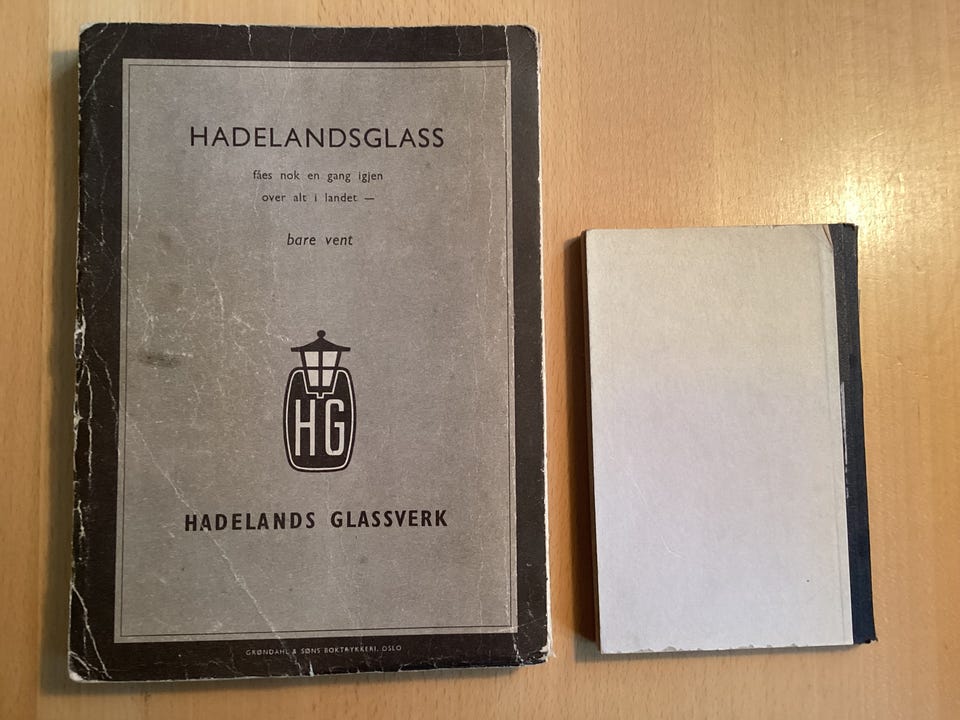 HADELANDSGLASS
fåes nok en gang igjen
over alt i landet —
bare vent
HG
HADELANDS GLASSVERK
GRØNDAHL & SØNS BOKTRYKKERI, OSLO